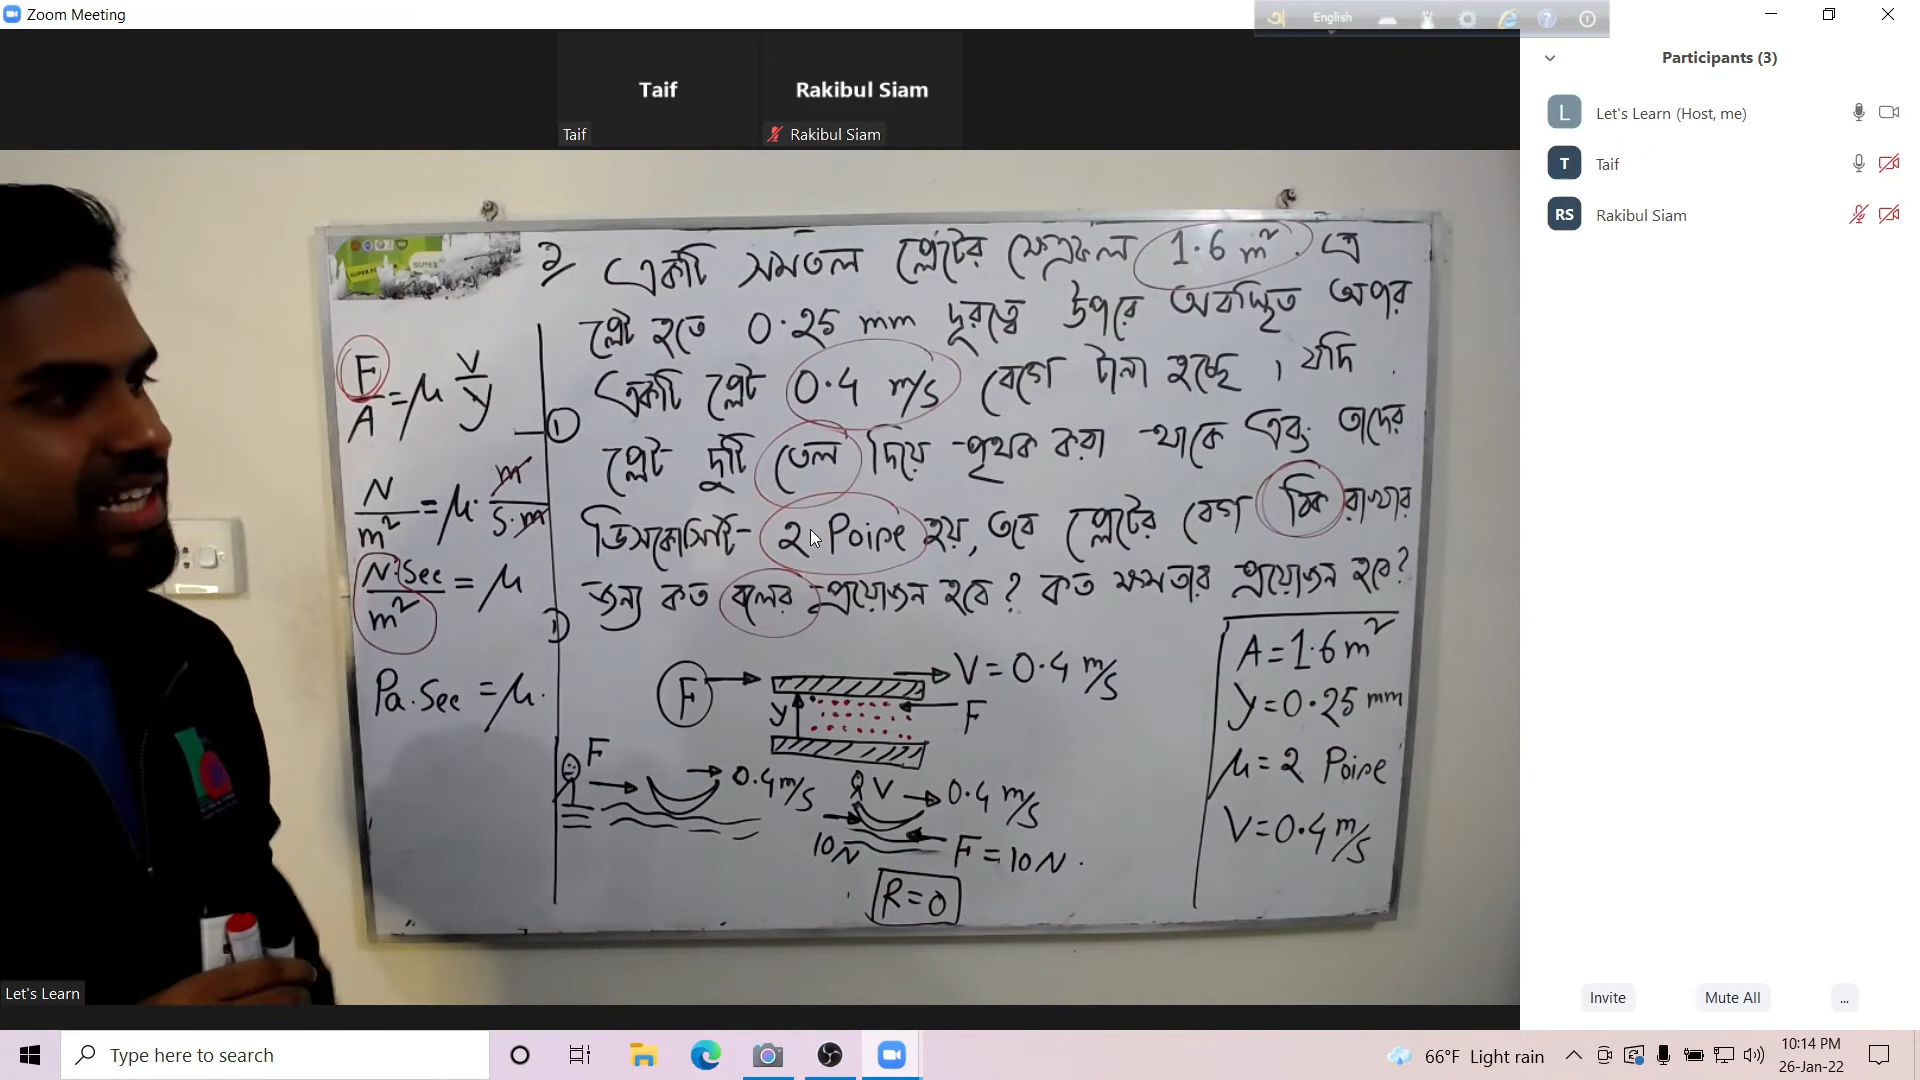 Zoom Meeting
English
Taif
Rakibul Siam
Taif
Rakibul Siam
Participants (3)
L Let's Learn (Host, me)
T Taif
RS Rakibul Siam
২ একটি সমতল প্লেটের ক্ষেত্রফল 1.6 m². ঐ
প্লেট হতে 0.25 mm দূরত্বে উপরে অবস্থিত অপর
একটি প্লেট 0.4 m/s বেগে টানা হচ্ছে, যদি
প্লেট দুটি তেল দিয়ে পৃথক করা থাকে এবং তাদের
ভিসকোসিটি 2 Poise হয়, তবে প্লেটের বেগ ঠিক রাখার
জন্য কত বলের প্রয়োজন হবে? কত ক্ষমতার প্রয়োজন হবে?
F/A = μ V/y
①
N/m² = μ. m/s.m
N.Sec/m² = μ
Pa.Sec = μ.
F
V = 0.4 m/s
y
F
F
0.4 m/s
V
0.4 m/s
10N
F = 10N.
R = 0
A = 1.6 m²
y = 0.25 mm
μ = 2 Poise
V = 0.4 m/s
Let's Learn
Invite
Mute All
...
Type here to search
66°F Light rain
10:14 PM
26-Jan-22